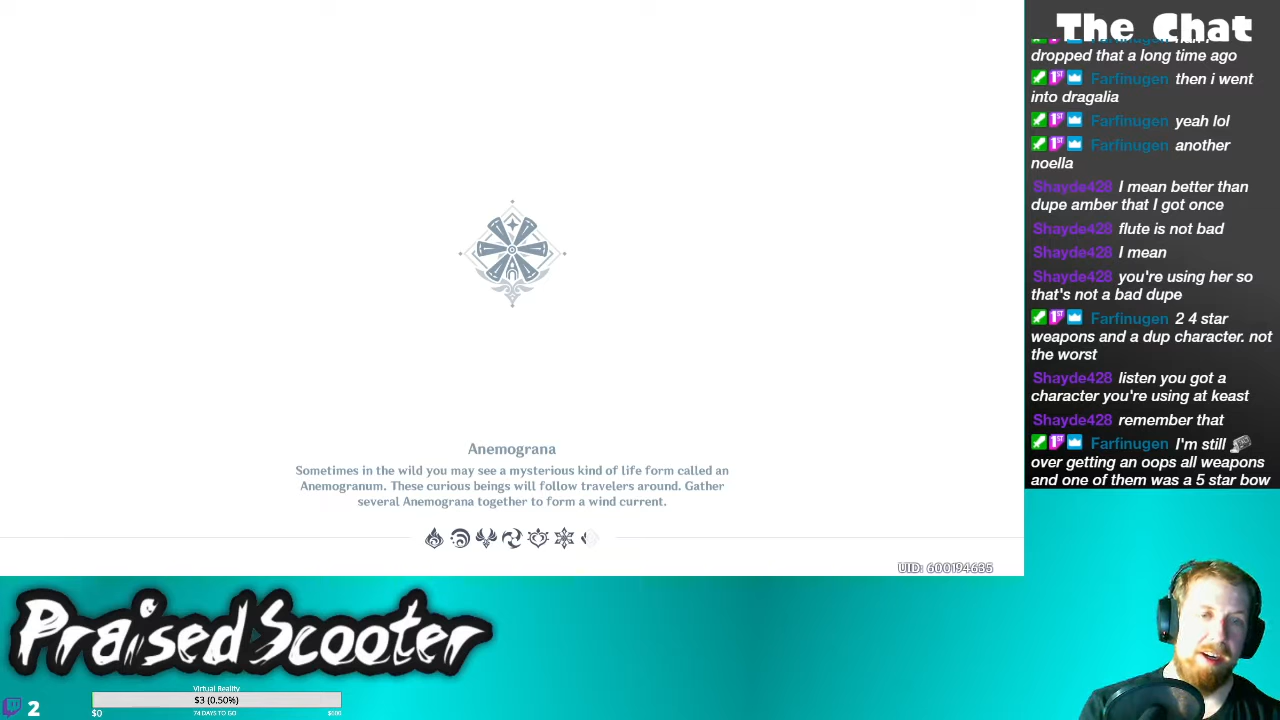 The Chat
dropped that a long time ago
Farfinugen then i went
into dragalia
Farfinugen yeah lol
Farfinugen another
noella
Shayde428 I mean better than
dupe amber that I got once
Shayde428 flute is not bad
Shayde428 I mean
Shayde428 you're using her so
that's not a bad dupe
Farfinugen 2 4 star
weapons and a dup character. not
the worst
Shayde428 listen you got a
character you're using at keast
Shayde428 remember that
Farfinugen I'm still
over getting an oops all weapons
and one of them was a 5 star bow
Anemograna
Sometimes in the wild you may see a mysterious kind of life form called an
Anemogranum. These curious beings will follow travelers around. Gather
several Anemograna together to form a wind current.
UID: 600194635
PraisedScooter
Virtual Reality
$3 (0.50%)
$0
74 DAYS TO GO
2